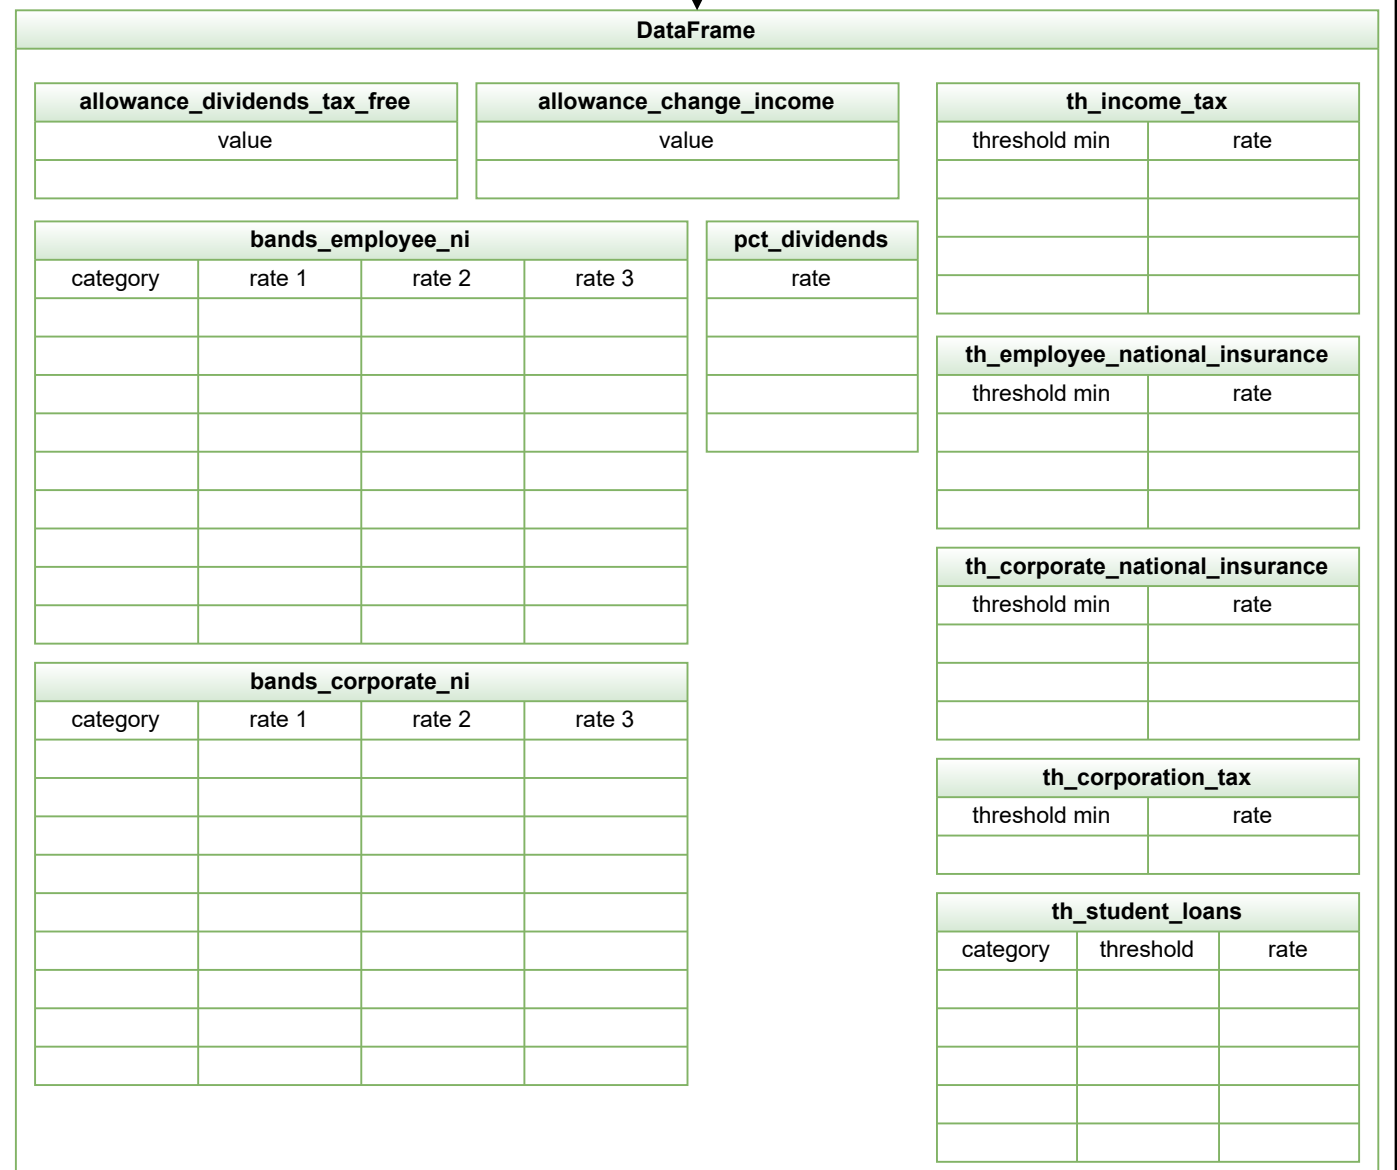 DataFrame
allowance_dividends_tax_free
value
allowance_change_income
value
th_income_tax
threshold min rate
bands_employee_ni
category rate 1 rate 2 rate 3
pct_dividends
rate
th_employee_national_insurance
threshold min rate
th_corporate_national_insurance
threshold min rate
bands_corporate_ni
category rate 1 rate 2 rate 3
th_corporation_tax
threshold min rate
th_student_loans
category threshold rate